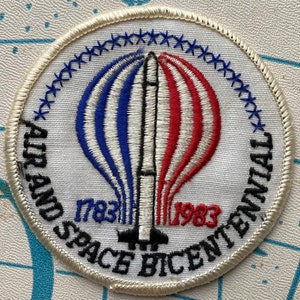 1783 1983
AIR AND SPACE BICENTENNIAL